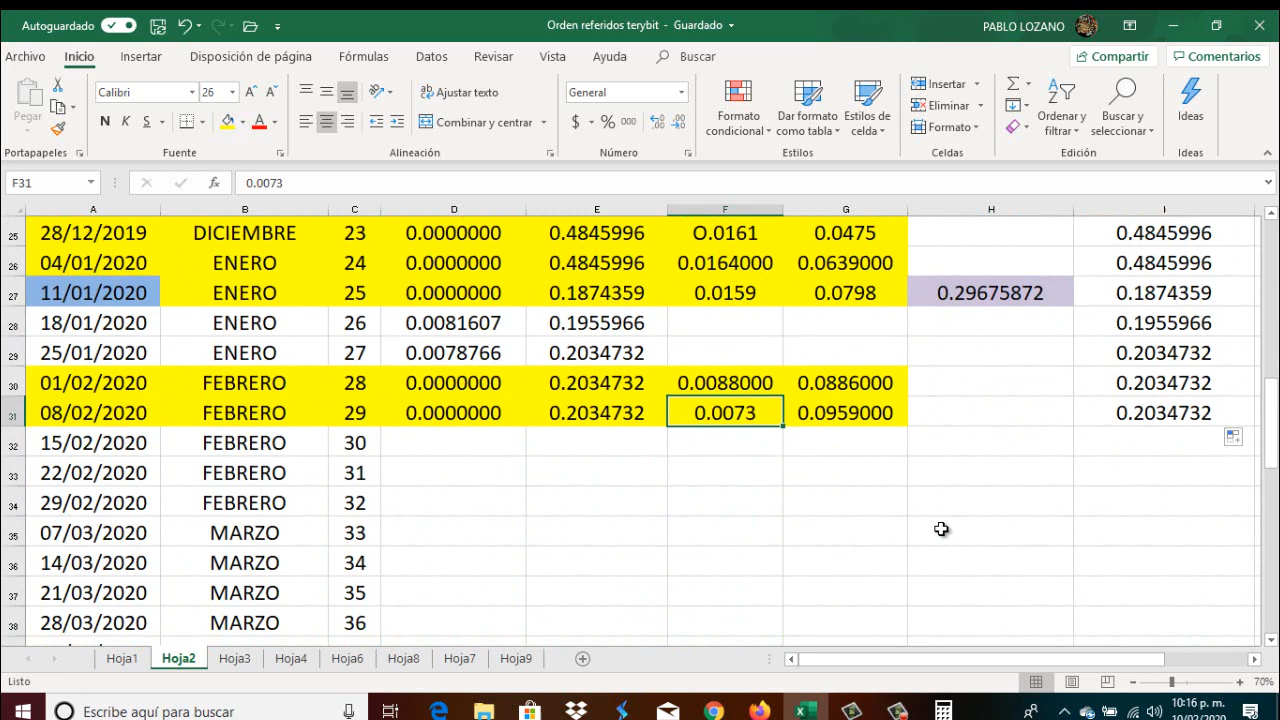 Autoguardado
Orden referidos terybit - Guardado
PABLO LOZANO
Archivo Inicio Insertar Disposición de página Fórmulas Datos Revisar Vista Ayuda Buscar Compartir Comentarios
Pegar
Calibri 26
N K S
Ajustar texto
Combinar y centrar
General
$ % 000
Formato condicional
Dar formato como tabla
Estilos de celda
Insertar
Eliminar
Formato
Ordenar y filtrar
Buscar y seleccionar
Ideas
Portapapeles Fuente Alineación Número Estilos Celdas Edición Ideas
F31 fx 0.0073
A B C D E F G H I
25 28/12/2019 DICIEMBRE 23 0.0000000 0.4845996 O.0161 0.0475 0.4845996
26 04/01/2020 ENERO 24 0.0000000 0.4845996 0.0164000 0.0639000 0.4845996
27 11/01/2020 ENERO 25 0.0000000 0.1874359 0.0159 0.0798 0.29675872 0.1874359
28 18/01/2020 ENERO 26 0.0081607 0.1955966 0.1955966
29 25/01/2020 ENERO 27 0.0078766 0.2034732 0.2034732
30 01/02/2020 FEBRERO 28 0.0000000 0.2034732 0.0088000 0.0886000 0.2034732
31 08/02/2020 FEBRERO 29 0.0000000 0.2034732 0.0073 0.0959000 0.2034732
32 15/02/2020 FEBRERO 30
33 22/02/2020 FEBRERO 31
34 29/02/2020 FEBRERO 32
35 07/03/2020 MARZO 33
36 14/03/2020 MARZO 34
37 21/03/2020 MARZO 35
38 28/03/2020 MARZO 36
Hoja1 Hoja2 Hoja3 Hoja4 Hoja6 Hoja8 Hoja7 Hoja9
Listo
70%
Escribe aquí para buscar
10:16 p. m.
10/02/2020